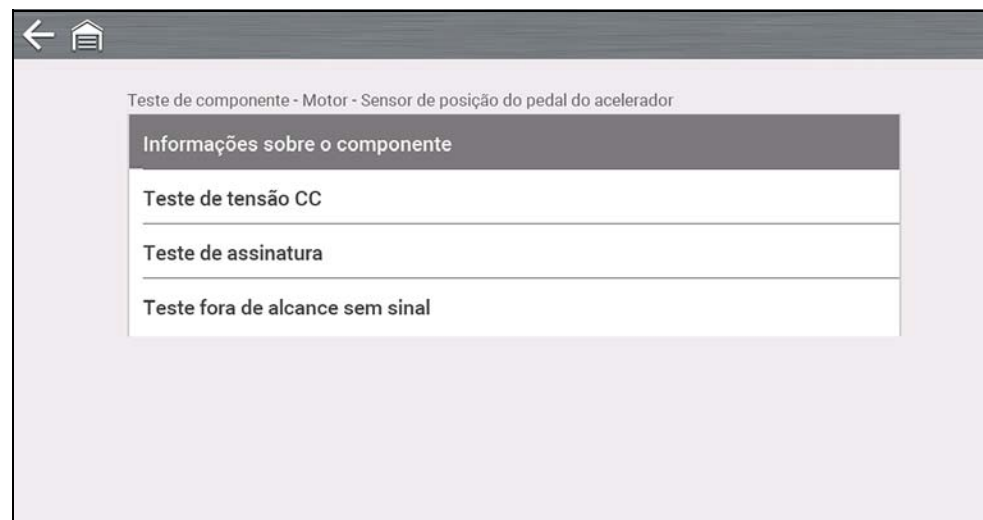 Teste de componente - Motor - Sensor de posição do pedal do acelerador
Informações sobre o componente
Teste de tensão CC
Teste de assinatura
Teste fora de alcance sem sinal